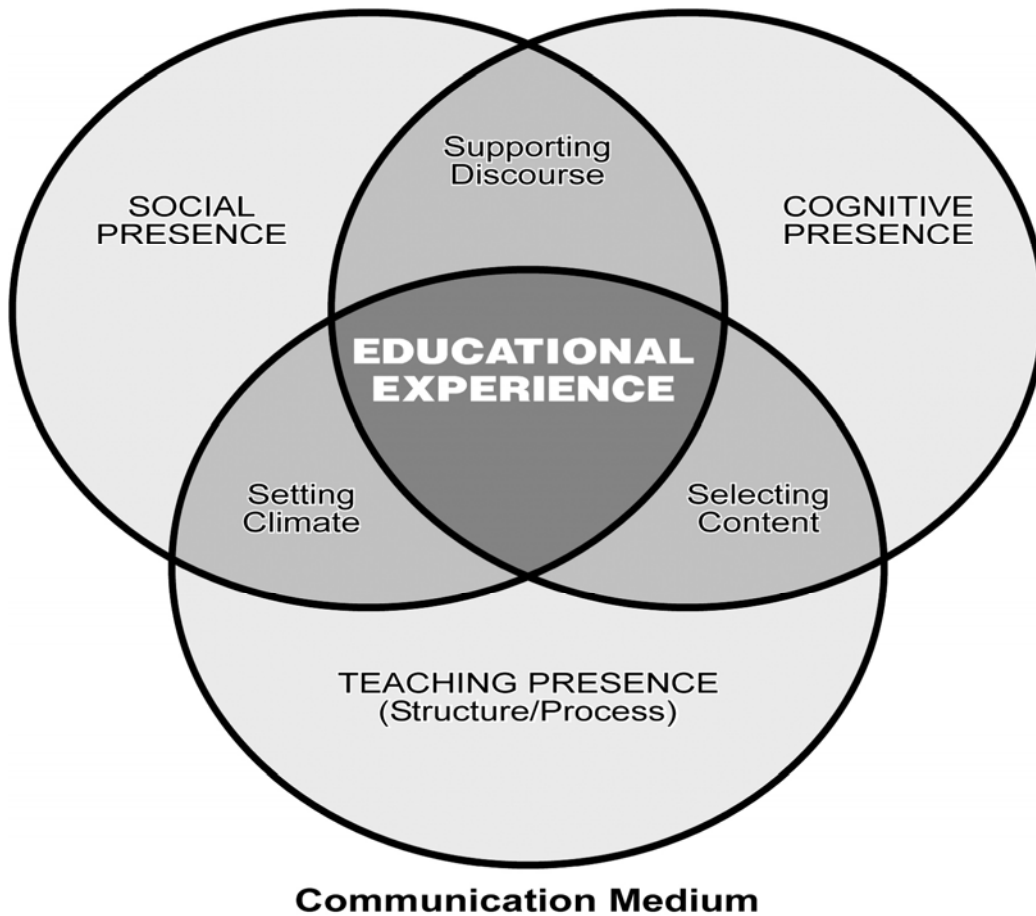 Supporting
Discourse
SOCIAL
PRESENCE
COGNITIVE
PRESENCE
EDUCATIONAL
EXPERIENCE
Setting
Climate
Selecting
Content
TEACHING PRESENCE
(Structure/Process)
Communication Medium